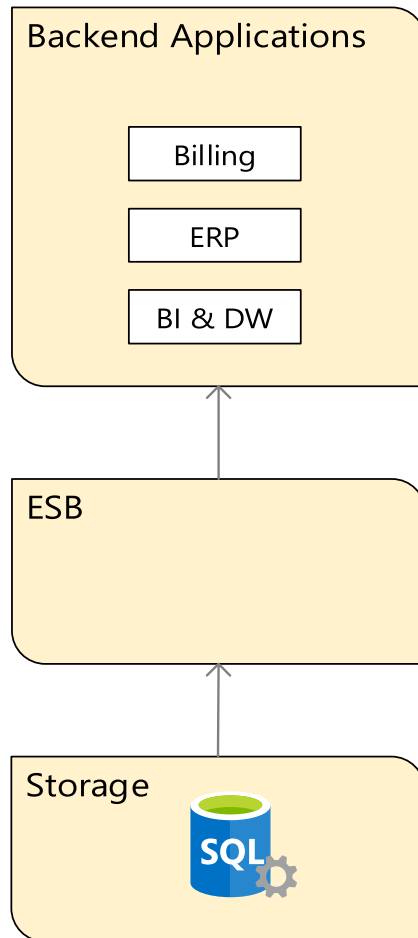 Backend Applications
Billing
ERP
BI & DW
ESB
Storage
SQL